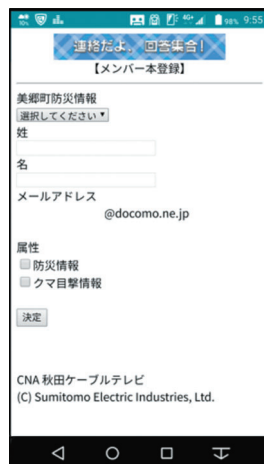 98% 9:55
連絡だよ、回答集合!
【メンバー本登録】
美郷町防災情報
選択してください▼
姓
名
メールアドレス
@docomo.ne.jp
属性
防災情報
クマ目撃情報
決定
CNA 秋田ケーブルテレビ
(C) Sumitomo Electric Industries, Ltd.